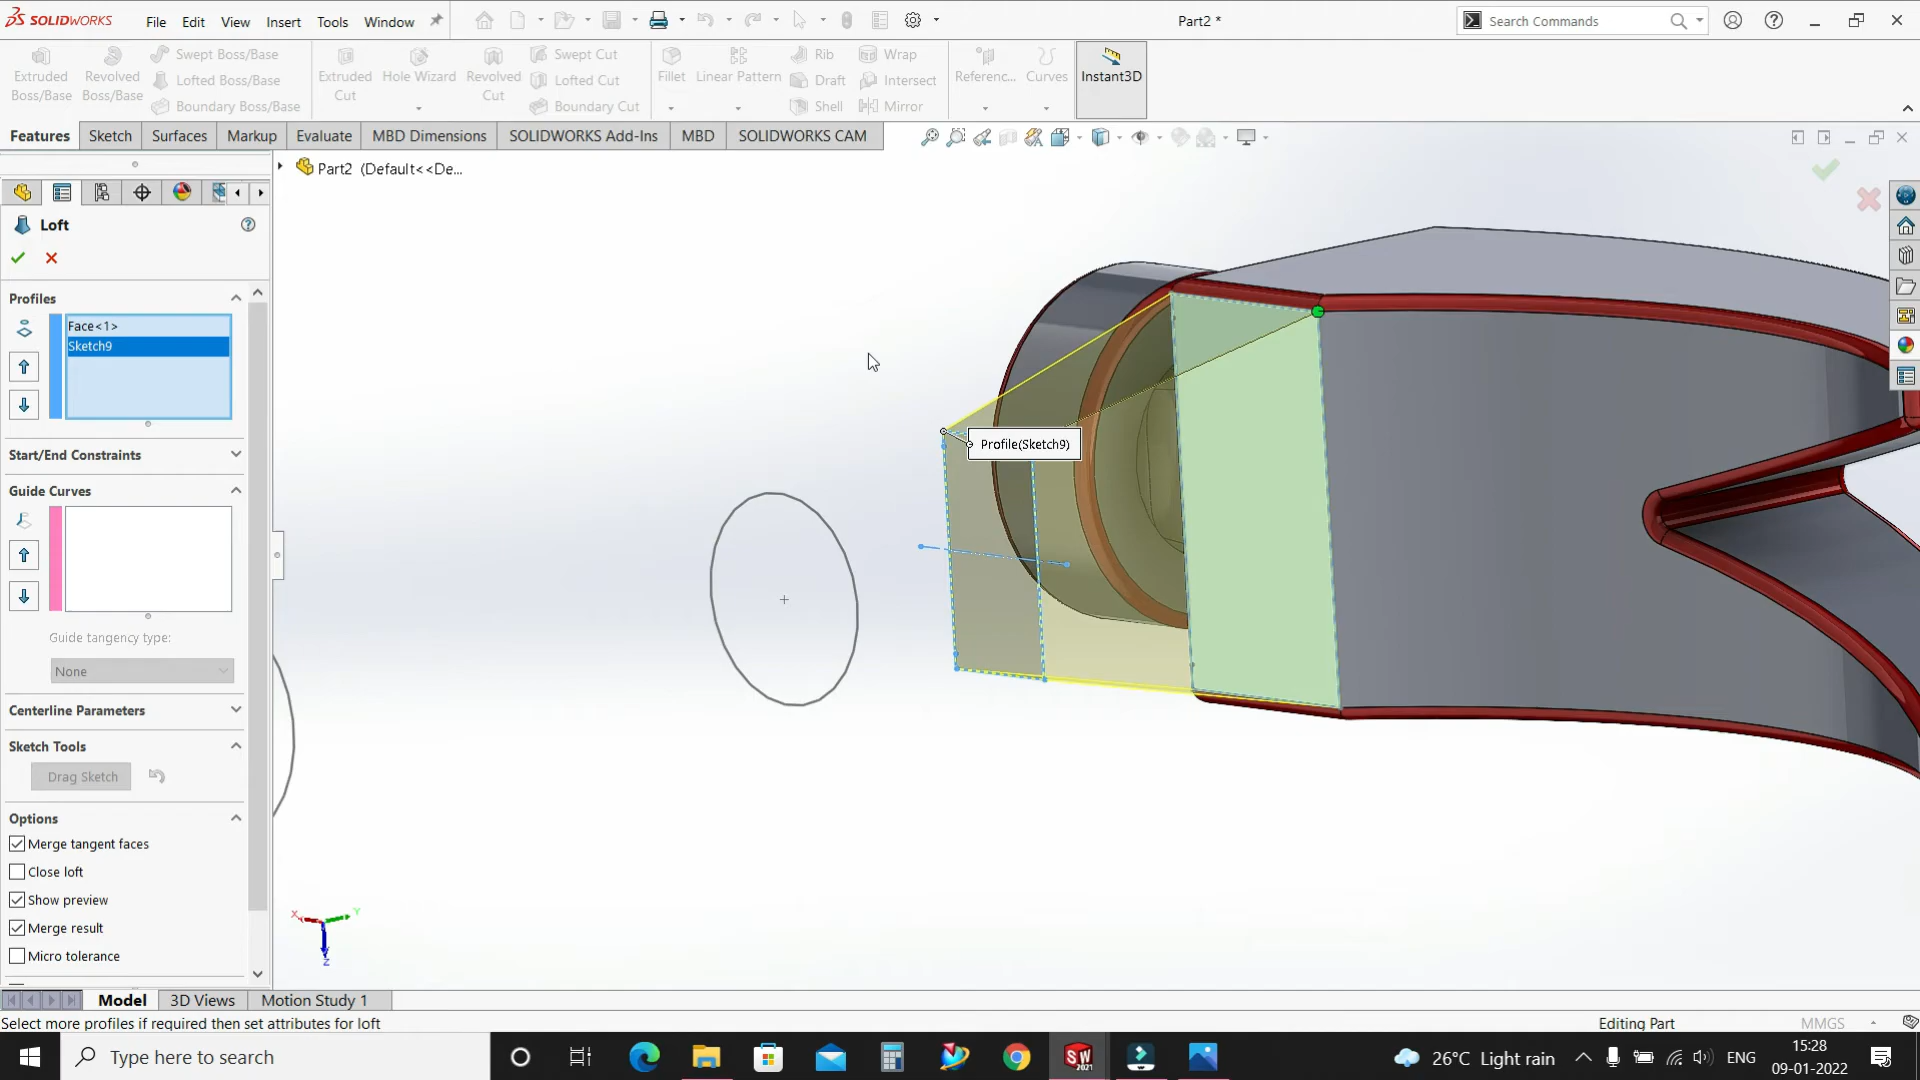 SOLIDWORKS
File
Edit
View
Insert
Tools
Window
Part2 *
Search Commands
Extruded Boss/Base
Revolved Boss/Base
Swept Boss/Base
Lofted Boss/Base
Boundary Boss/Base
Extruded Cut
Hole Wizard
Revolved Cut
Swept Cut
Lofted Cut
Boundary Cut
Fillet
Linear Pattern
Rib
Draft
Shell
Wrap
Intersect
Mirror
Referenc...
Curves
Instant3D
Features
Sketch
Surfaces
Markup
Evaluate
MBD Dimensions
SOLIDWORKS Add-Ins
MBD
SOLIDWORKS CAM
Part2 (Default<<De...
Loft
Profiles
Face<1>
Sketch9
Start/End Constraints
Guide Curves
Guide tangency type:
None
Centerline Parameters
Sketch Tools
Drag Sketch
Options
Merge tangent faces
Close loft
Show preview
Merge result
Micro tolerance
Profile(Sketch9)
X
Y
Z
Model
3D Views
Motion Study 1
Select more profiles if required then set attributes for loft
Editing Part
MMGS
Type here to search
SW
2021
26°C Light rain
ENG
15:28
09-01-2022